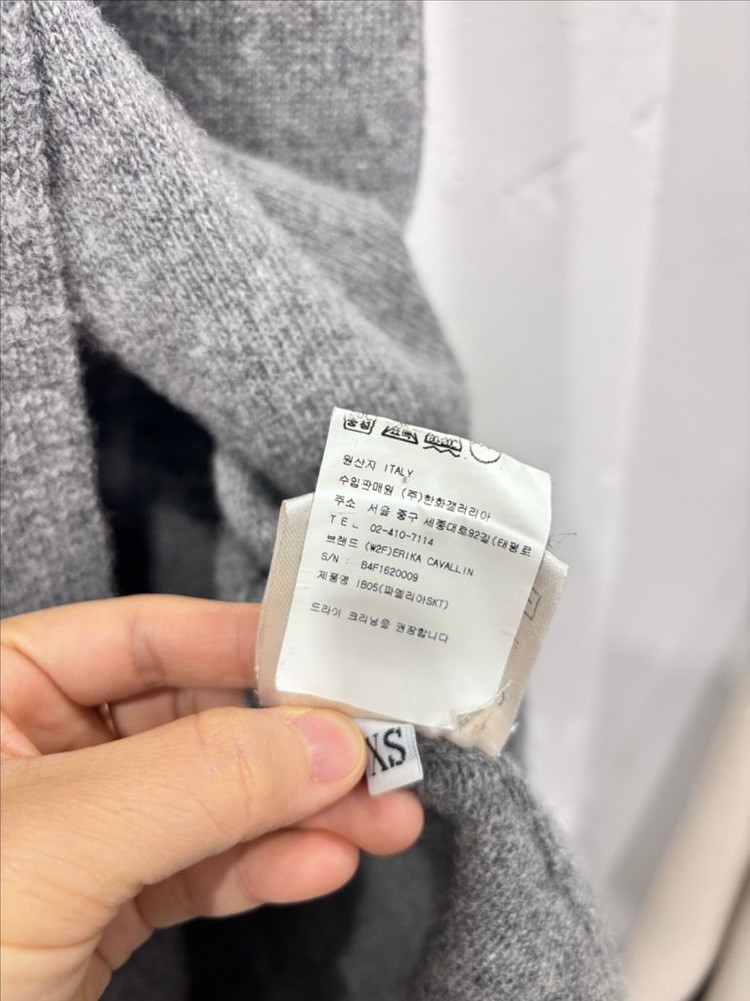 중성
원산지 ITALY
수입판매원 (주)한화갤러리아
주소 서울 중구 세종대로92길(태평로
TEL 02-410-7114
브랜드 (W2F)ERIKA CAVALLIN
S/N : B4F1620009
제품명 IB05(파멜리아SKT)
드라이 크리닝을 권장합니다
XS